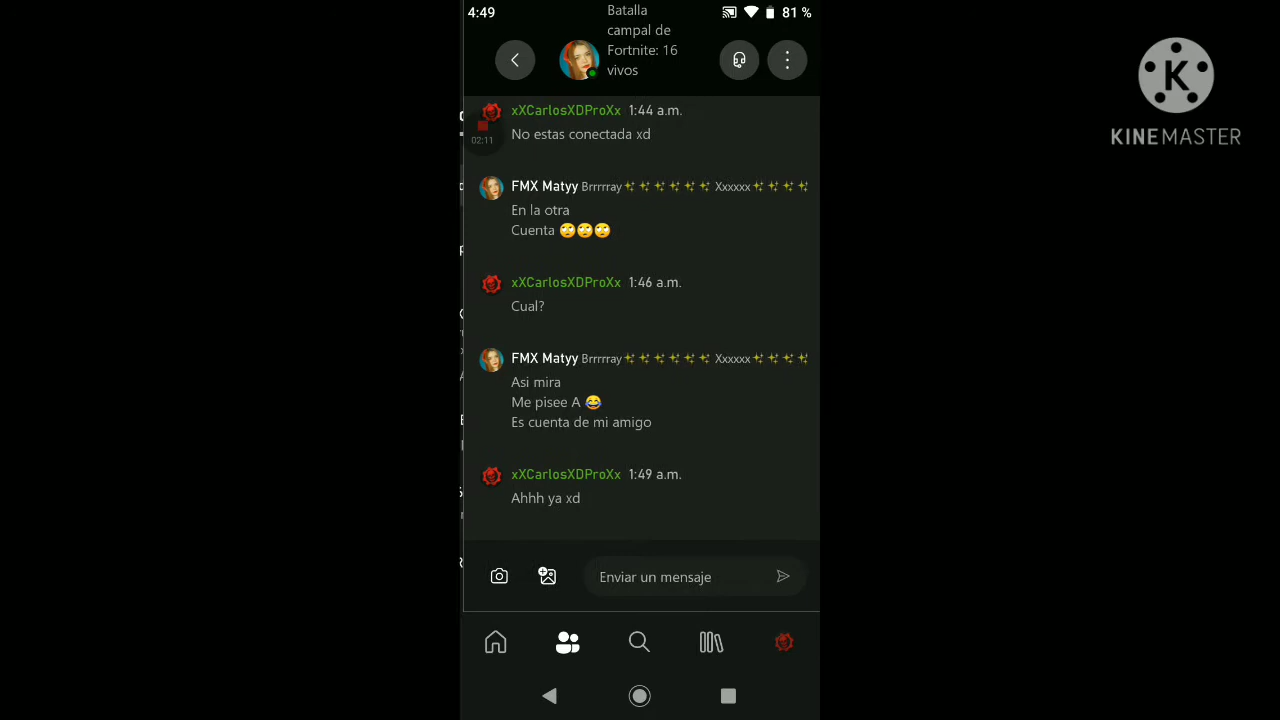 4:49
81 %
Batalla
campal de
Fortnite: 16
vivos
KINEMASTER
K
xXCarlosXDProXx 1:44 a.m.
No estas conectada xd
02:11
FMX Matyy Brrrrray✨✨✨✨✨✨ Xxxxxx✨✨✨✨
En la otra
Cuenta 🙄🙄🙄
xXCarlosXDProXx 1:46 a.m.
Cual?
FMX Matyy Brrrrray✨✨✨✨✨✨ Xxxxxx✨✨✨✨
Asi mira
Me pisee A 😂
Es cuenta de mi amigo
xXCarlosXDProXx 1:49 a.m.
Ahhh ya xd
Enviar un mensaje